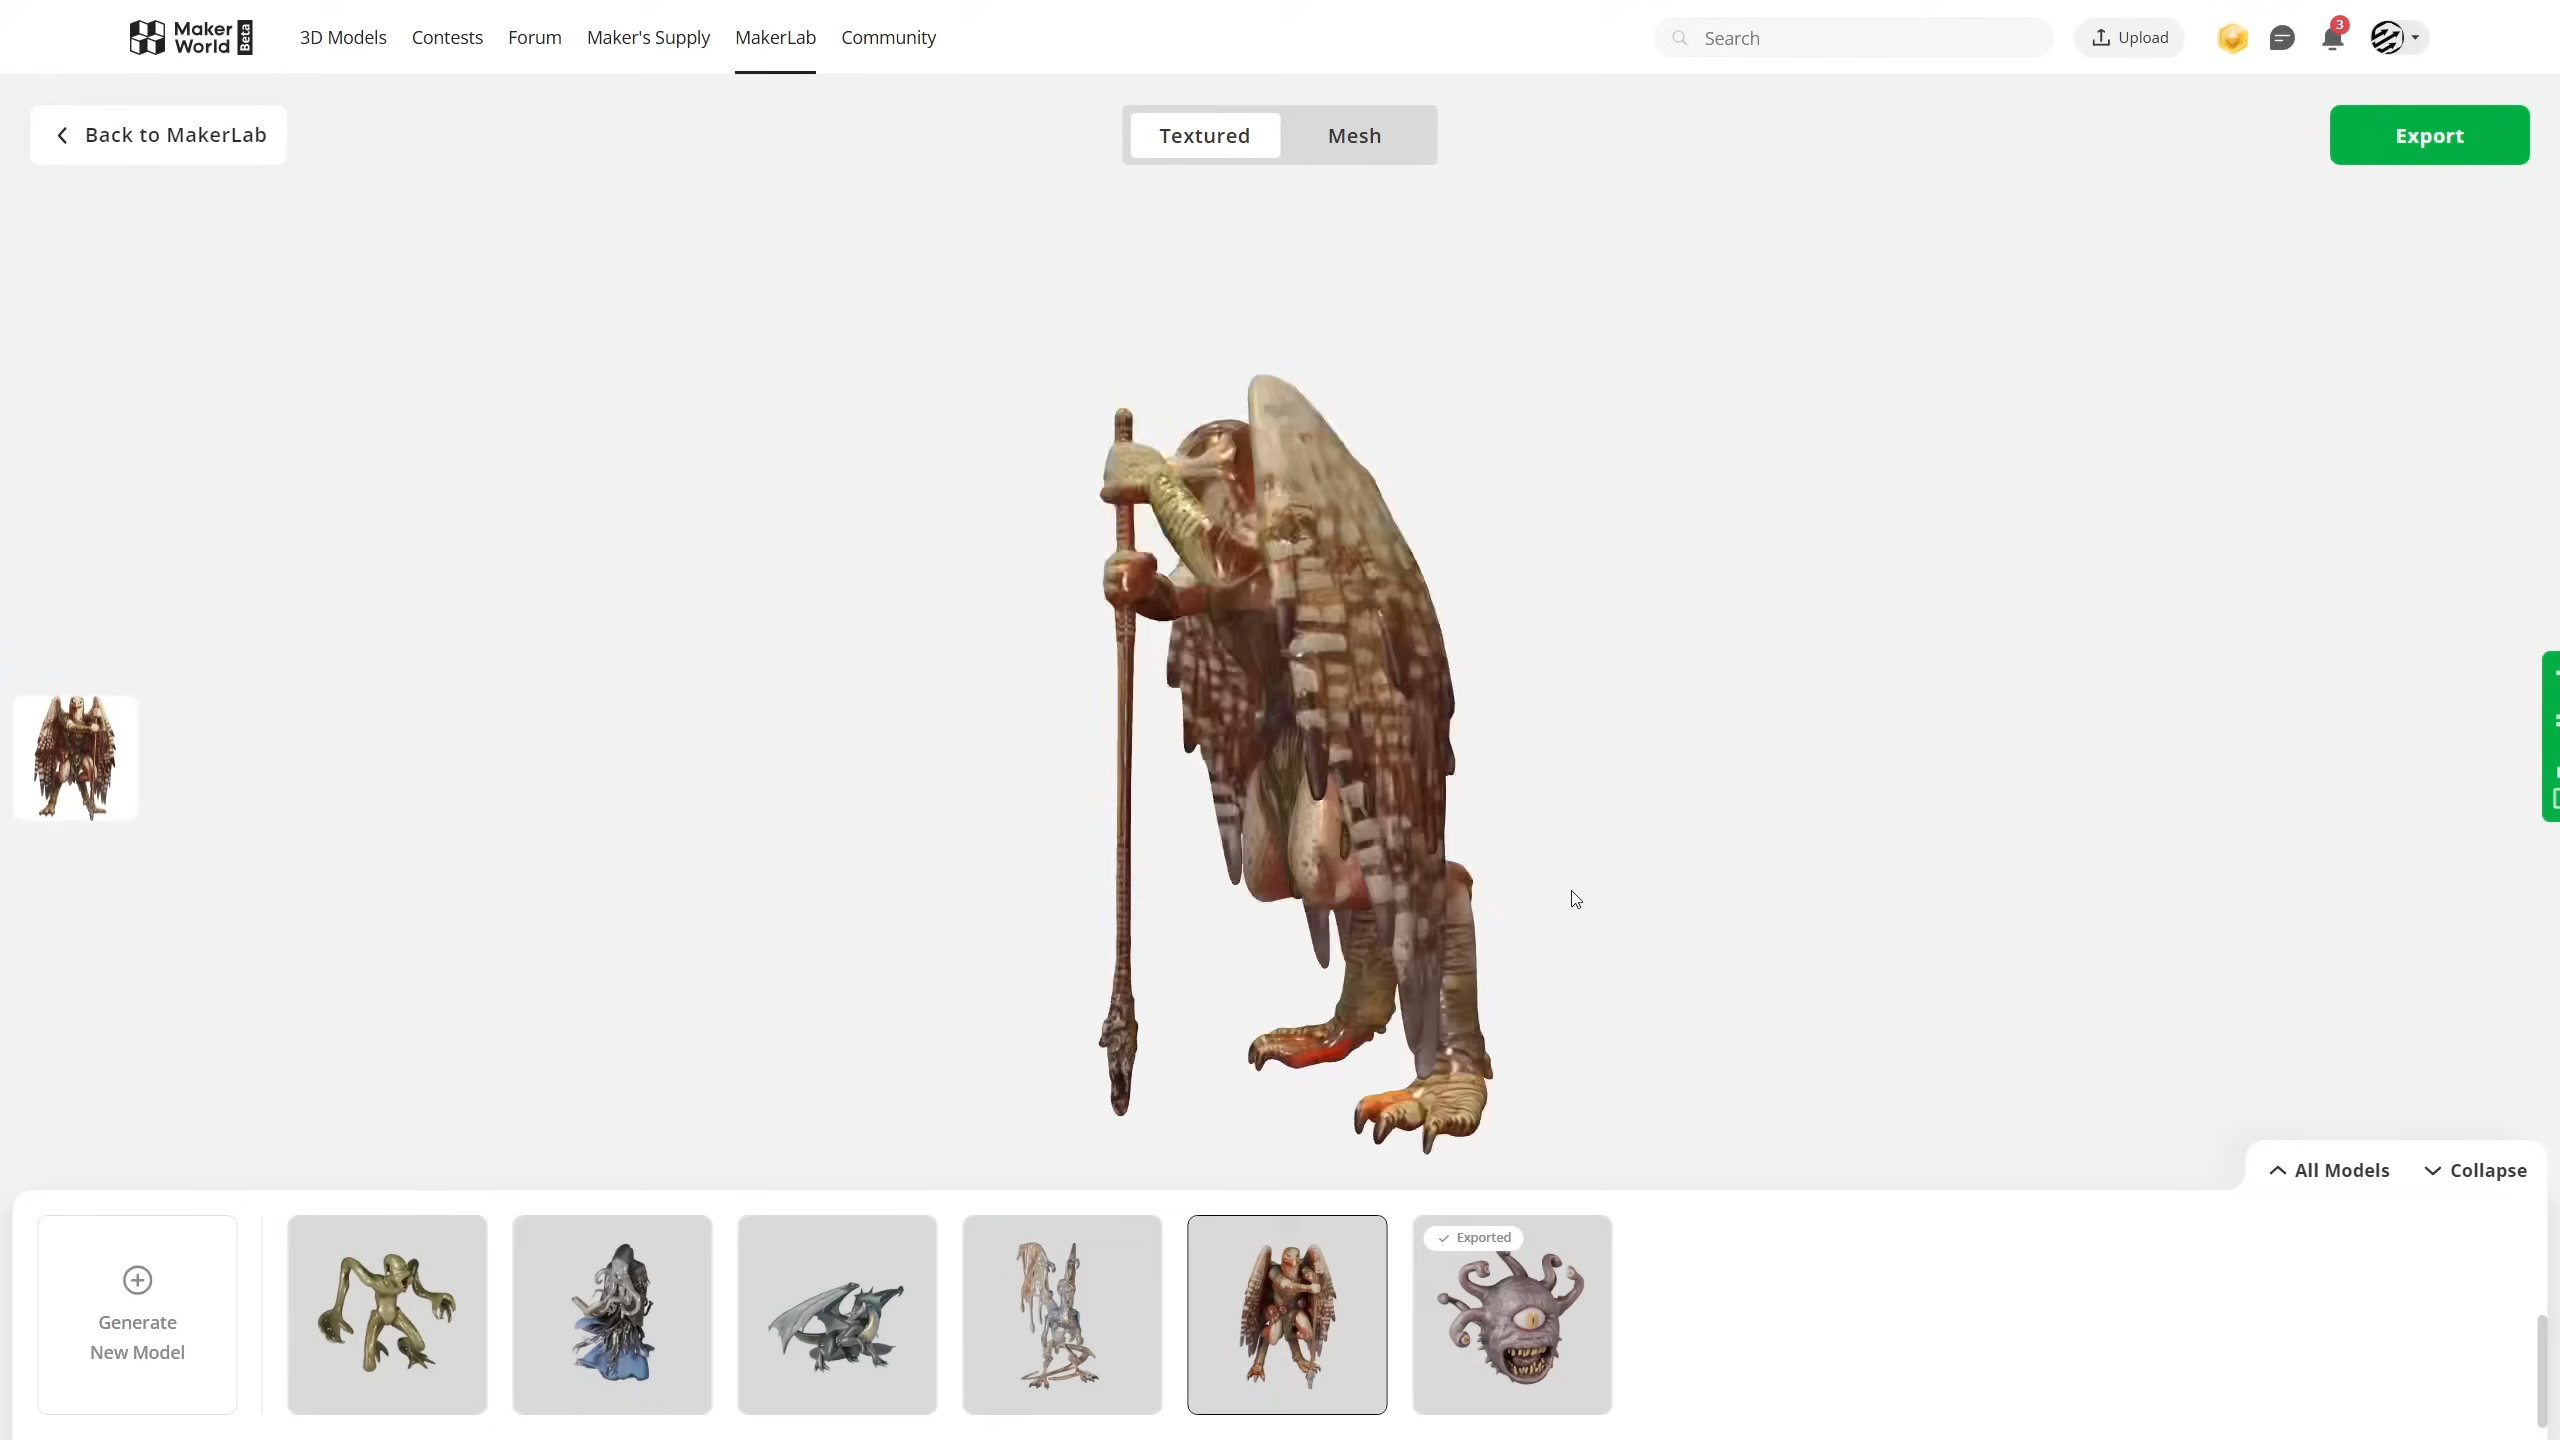 Maker
World
Beta
3D Models
Contests
Forum
Maker's Supply
MakerLab
Community
Search
Upload
3
Back to MakerLab
Textured
Mesh
Export
All Models
Collapse
Generate
New Model
Exported